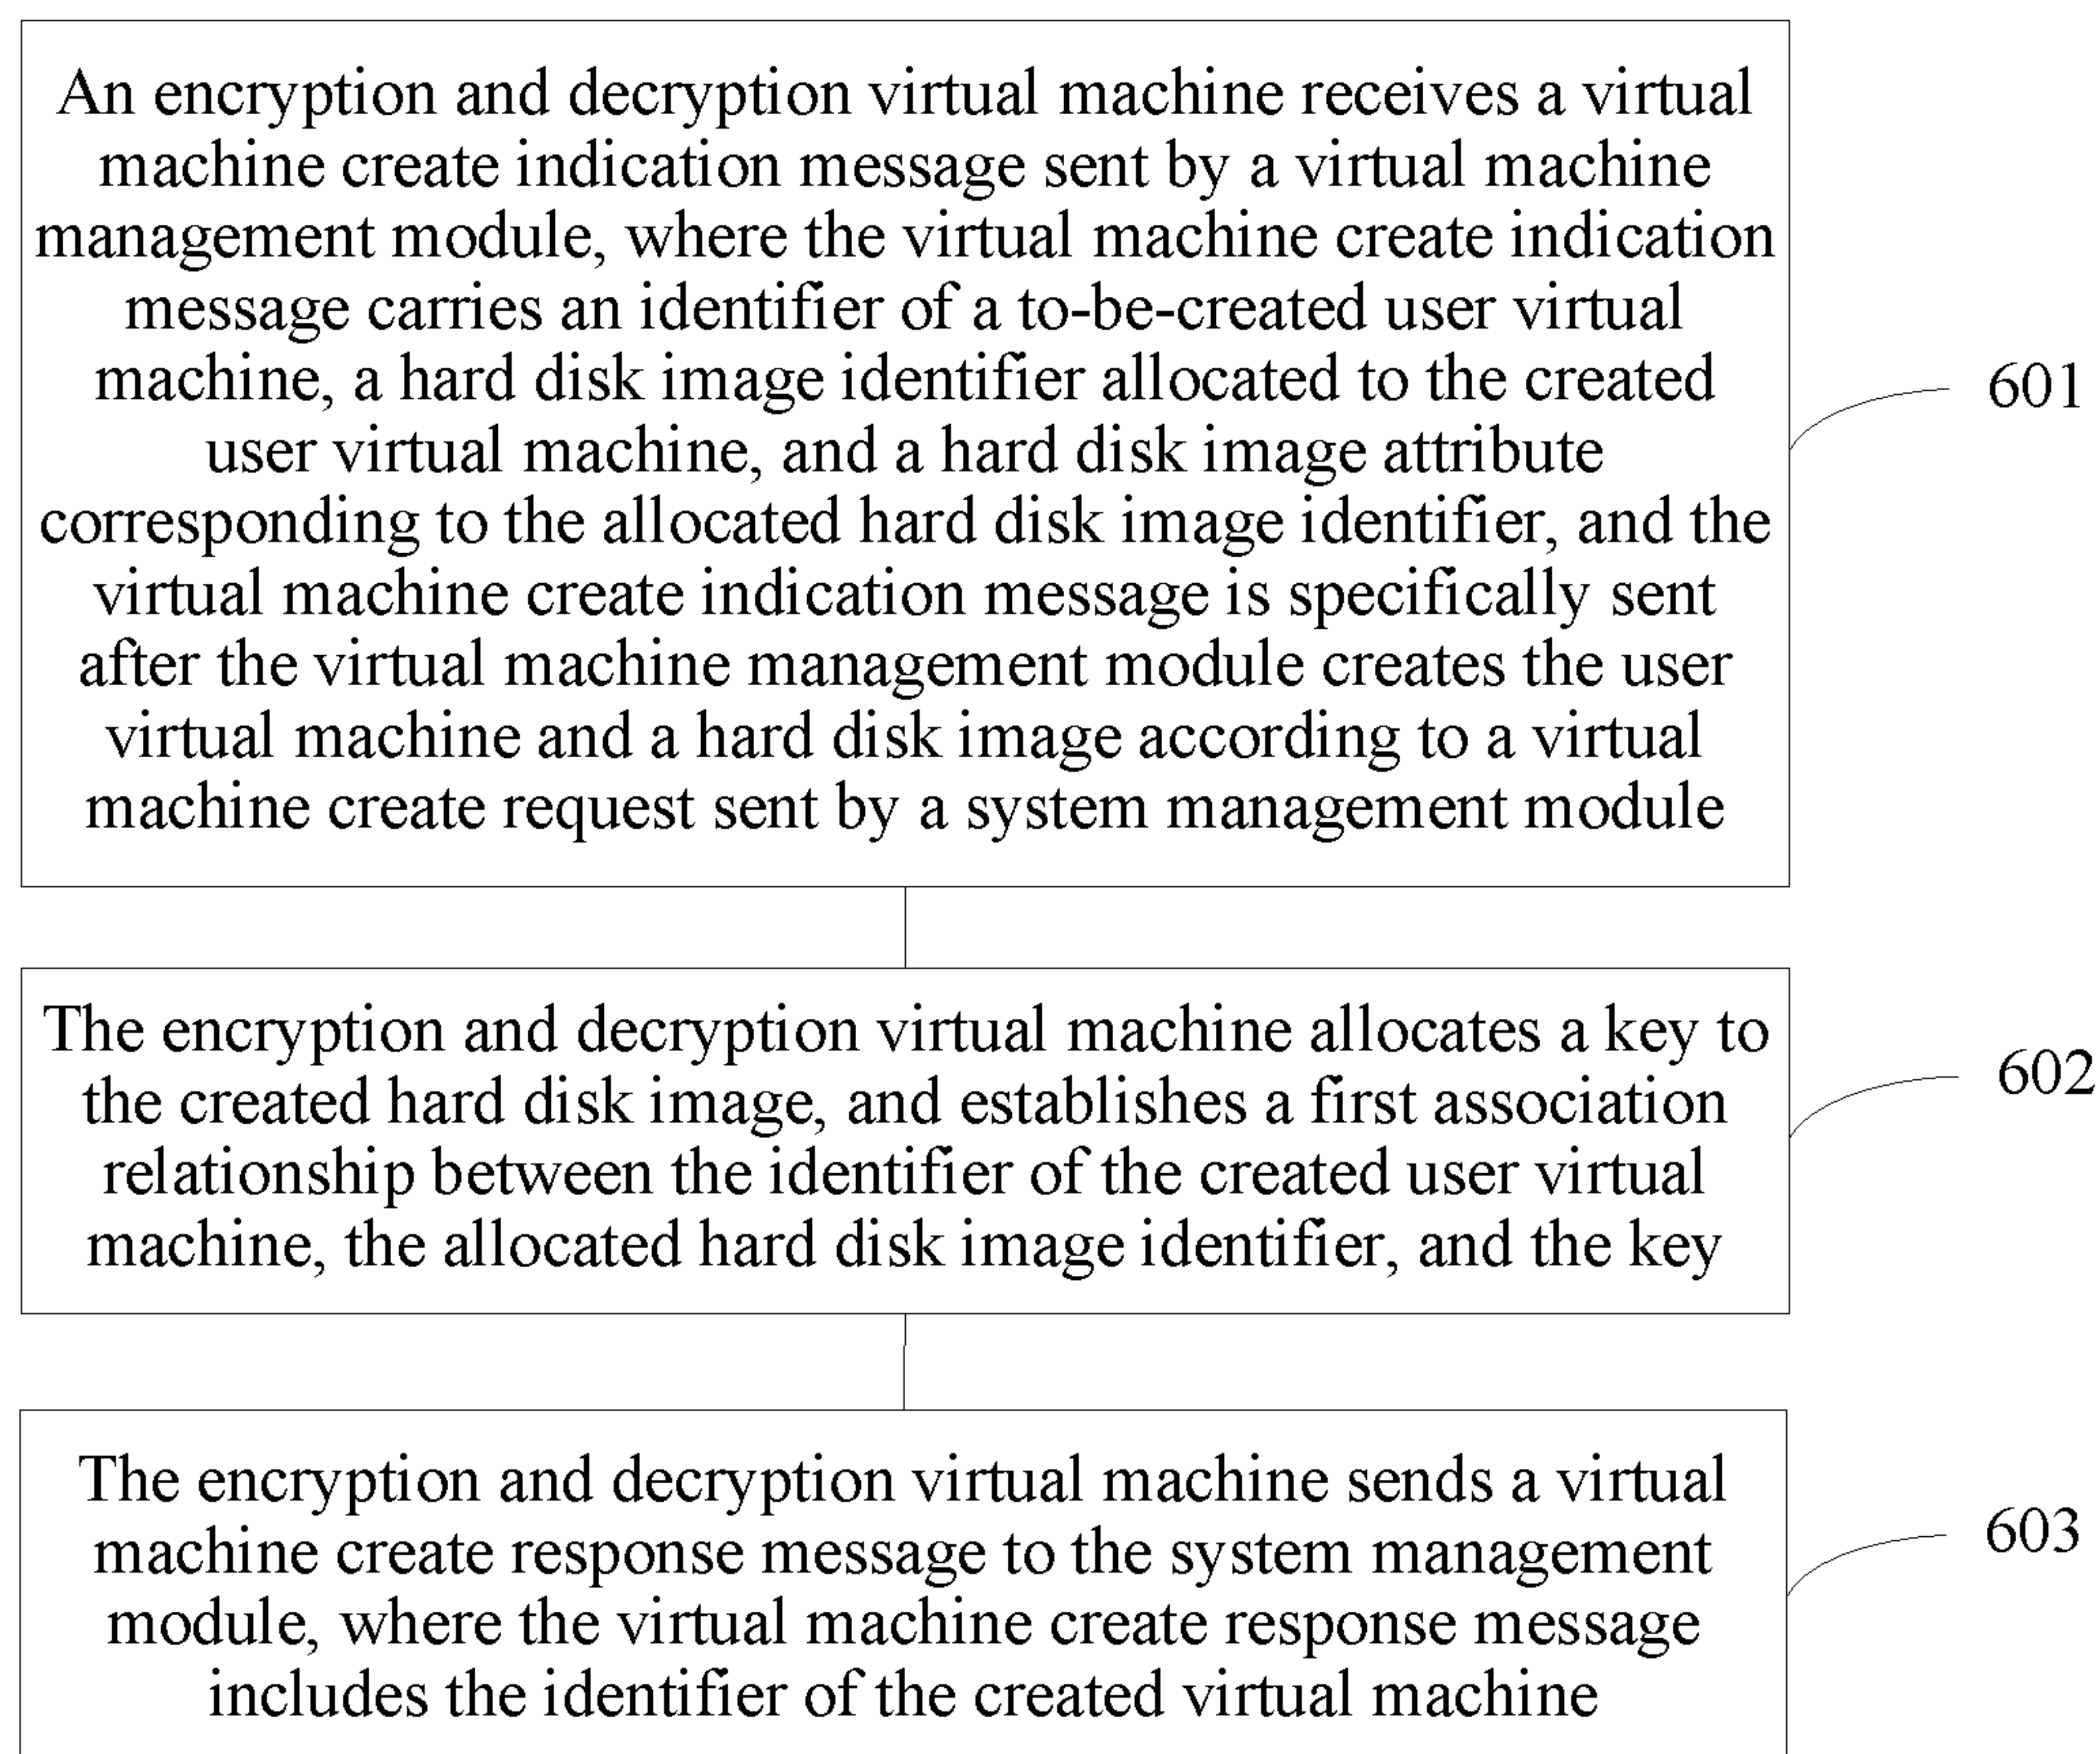 An encryption and decryption virtual machine receives a virtual
machine create indication message sent by a virtual machine
management module, where the virtual machine create indication
message carries an identifier of a to-be-created user virtual
machine, a hard disk image identifier allocated to the created
user virtual machine, and a hard disk image attribute
corresponding to the allocated hard disk image identifier, and the
virtual machine create indication message is specifically sent
after the virtual machine management module creates the user
virtual machine and a hard disk image according to a virtual
machine create request sent by a system management module
601
The encryption and decryption virtual machine allocates a key to
the created hard disk image, and establishes a first association
relationship between the identifier of the created user virtual
machine, the allocated hard disk image identifier, and the key
602
The encryption and decryption virtual machine sends a virtual
machine create response message to the system management
module, where the virtual machine create response message
includes the identifier of the created virtual machine
603